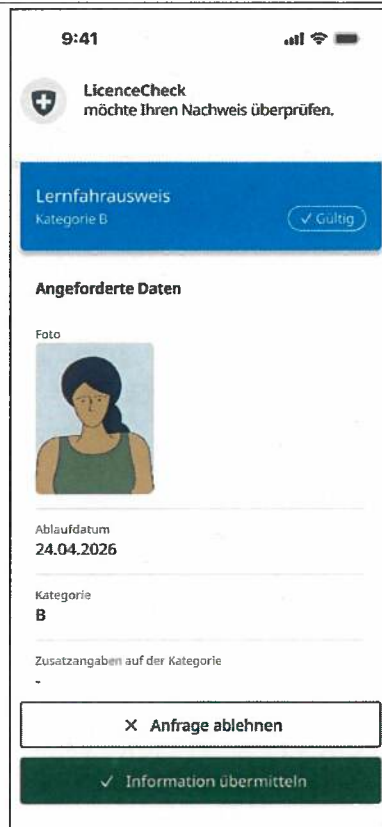 9:41
LicenceCheck
möchte Ihren Nachweis überprüfen.
Lernfahrausweis
Kategorie B
✓ Gültig
Angeforderte Daten
Foto
Ablaufdatum
24.04.2026
Kategorie
B
Zusatzangaben auf der Kategorie
-
× Anfrage ablehnen
✓ Information übermitteln